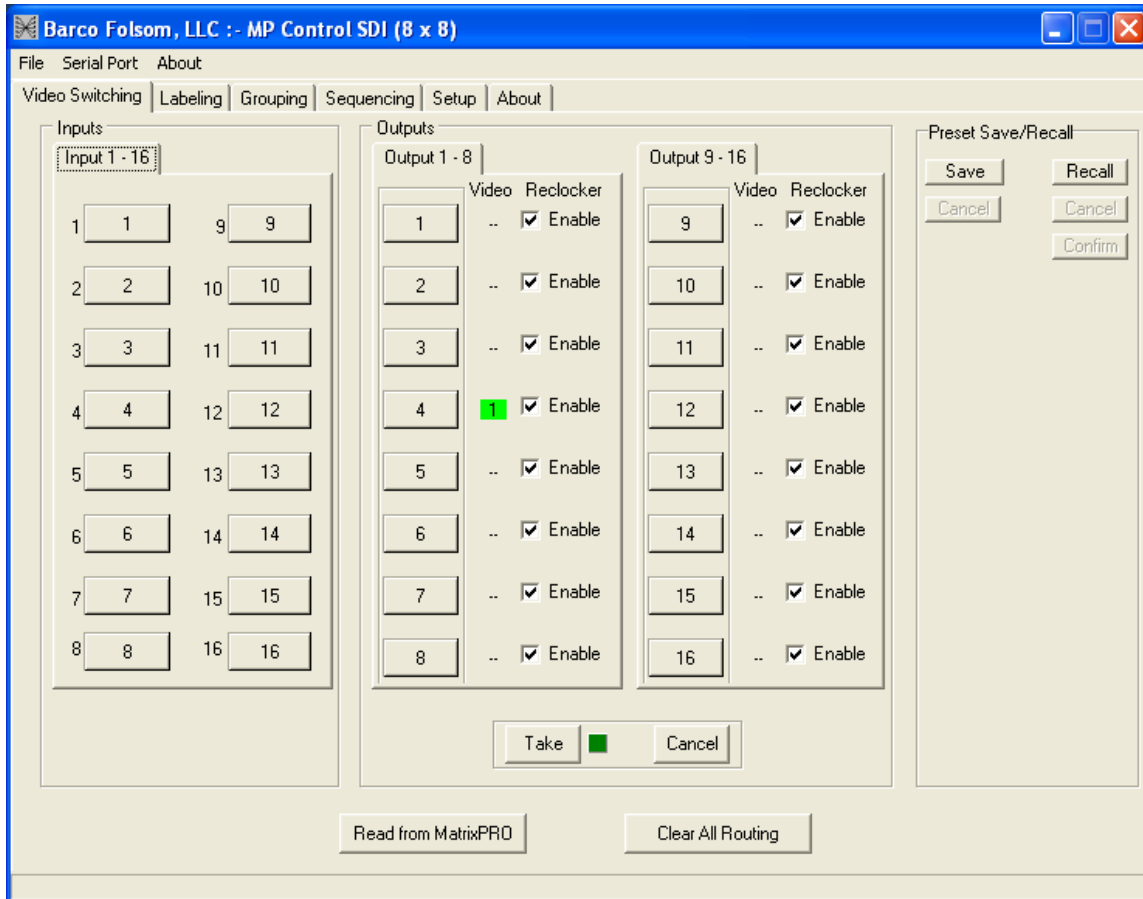 Barco Folsom, LLC :- MP Control SDI (8 x 8)
File Serial Port About
Video Switching Labeling Grouping Sequencing Setup About
Inputs
Input 1 - 16
1 1 9 9
2 2 10 10
3 3 11 11
4 4 12 12
5 5 13 13
6 6 14 14
7 7 15 15
8 8 16 16
Outputs
Output 1 - 8
Video Reclocker
1 .. Enable
2 .. Enable
3 .. Enable
4 1 Enable
5 .. Enable
6 .. Enable
7 .. Enable
8 .. Enable
Output 9 - 16
Video Reclocker
9 .. Enable
10 .. Enable
11 .. Enable
12 .. Enable
13 .. Enable
14 .. Enable
15 .. Enable
16 .. Enable
Take Cancel
Preset Save/Recall
Save Recall
Cancel Cancel
Confirm
Read from MatrixPRO Clear All Routing